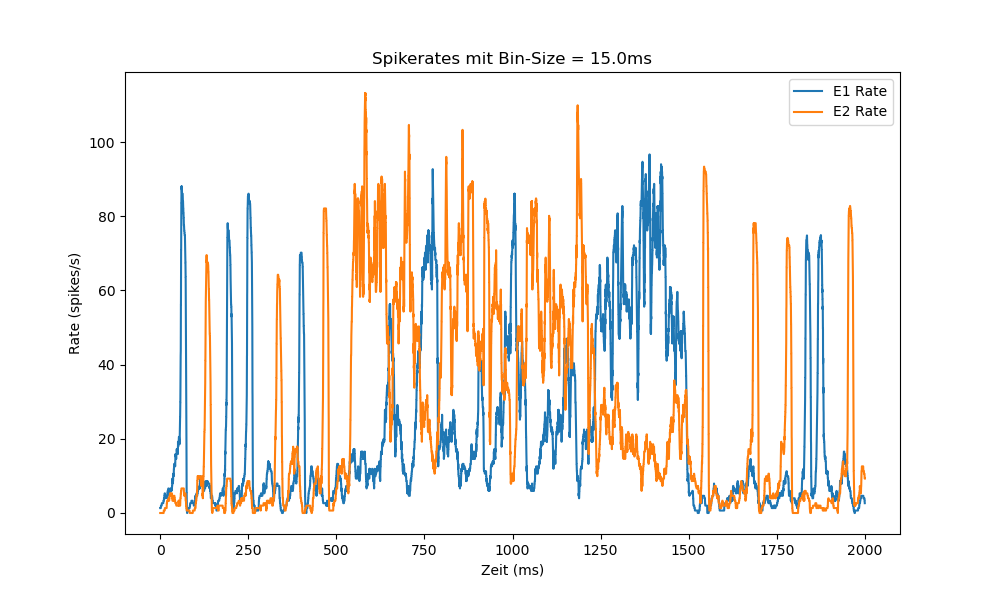 Spikerates mit Bin-Size = 15.0ms
E1 Rate
E2 Rate
Rate (spikes/s)
100
80
60
40
20
0
0 250 500 750 1000 1250 1500 1750 2000
Zeit (ms)